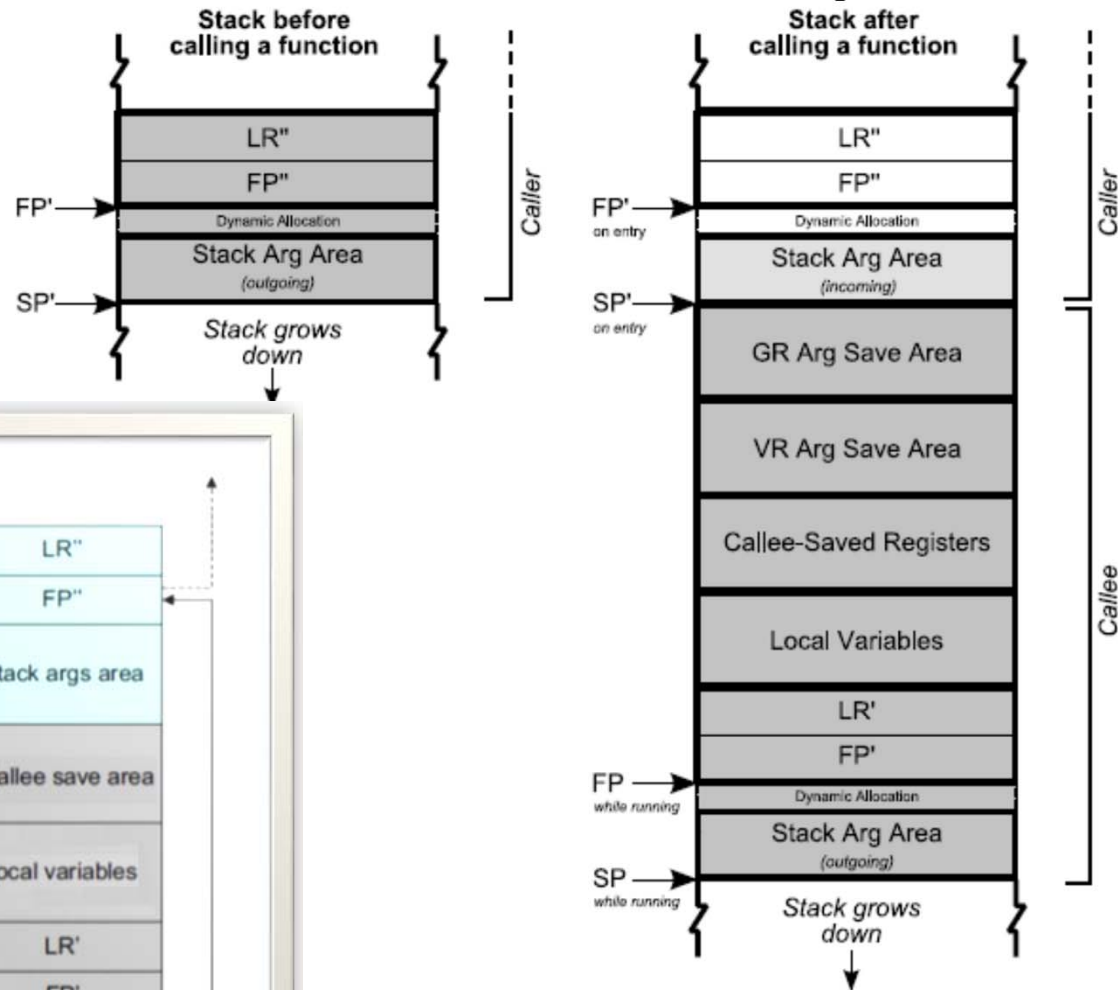 Stack before
calling a function
LR"
FP"
FP'
Dynamic Allocation
Stack Arg Area
(outgoing)
SP'
Stack grows
down
Caller
Stack after
calling a function
LR"
FP"
FP'
on entry
Dynamic Allocation
Stack Arg Area
(incoming)
SP'
on entry
Caller
GR Arg Save Area
VR Arg Save Area
Callee-Saved Registers
Local Variables
LR'
FP'
FP
while running
Dynamic Allocation
Stack Arg Area
(outgoing)
SP
while running
Stack grows
down
Callee
LR"
FP"
tack args area
allee save area
ocal variables
LR'